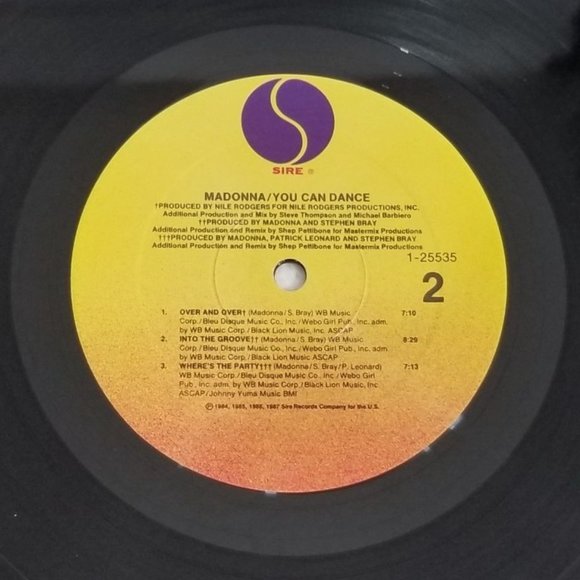 SIRE ®
MADONNA/YOU CAN DANCE
†PRODUCED BY NILE RODGERS FOR NILE RODGERS PRODUCTIONS, INC.
Additional Production and Mix by Steve Thompson and Michael Barbiero
††PRODUCED BY MADONNA AND STEPHEN BRAY
Additional Production and Remix by Shep Pettibone for Mastermix Productions
†††PRODUCED BY MADONNA, PATRICK LEONARD AND STEPHEN BRAY
Additional Production and Remix by Shep Pettibone for Mastermix Productions
1-25535
2
1. OVER AND OVER† (Madonna/S. Bray) WB Music 7:10
Corp./Bleu Disque Music Co., Inc./Webo Girl Pub., Inc. adm.
by WB Music Corp./Black Lion Music, Inc. ASCAP
2. INTO THE GROOVE†† (Madonna/S. Bray) WB Music 8:29
Corp./Bleu Disque Music Co., Inc./Webo Girl Pub., Inc. adm.
by WB Music Corp./Black Lion Music ASCAP
3. WHERE'S THE PARTY††† (Madonna/S. Bray/P. Leonard) 7:13
WB Music Corp./Bleu Disque Music Co., Inc./Webo Girl
Pub., Inc. adm. by WB Music Corp./Black Lion Music, Inc.
ASCAP/Johnny Yuma Music BMI
℗ 1984, 1985, 1986, 1987 Sire Records Company for the U.S.